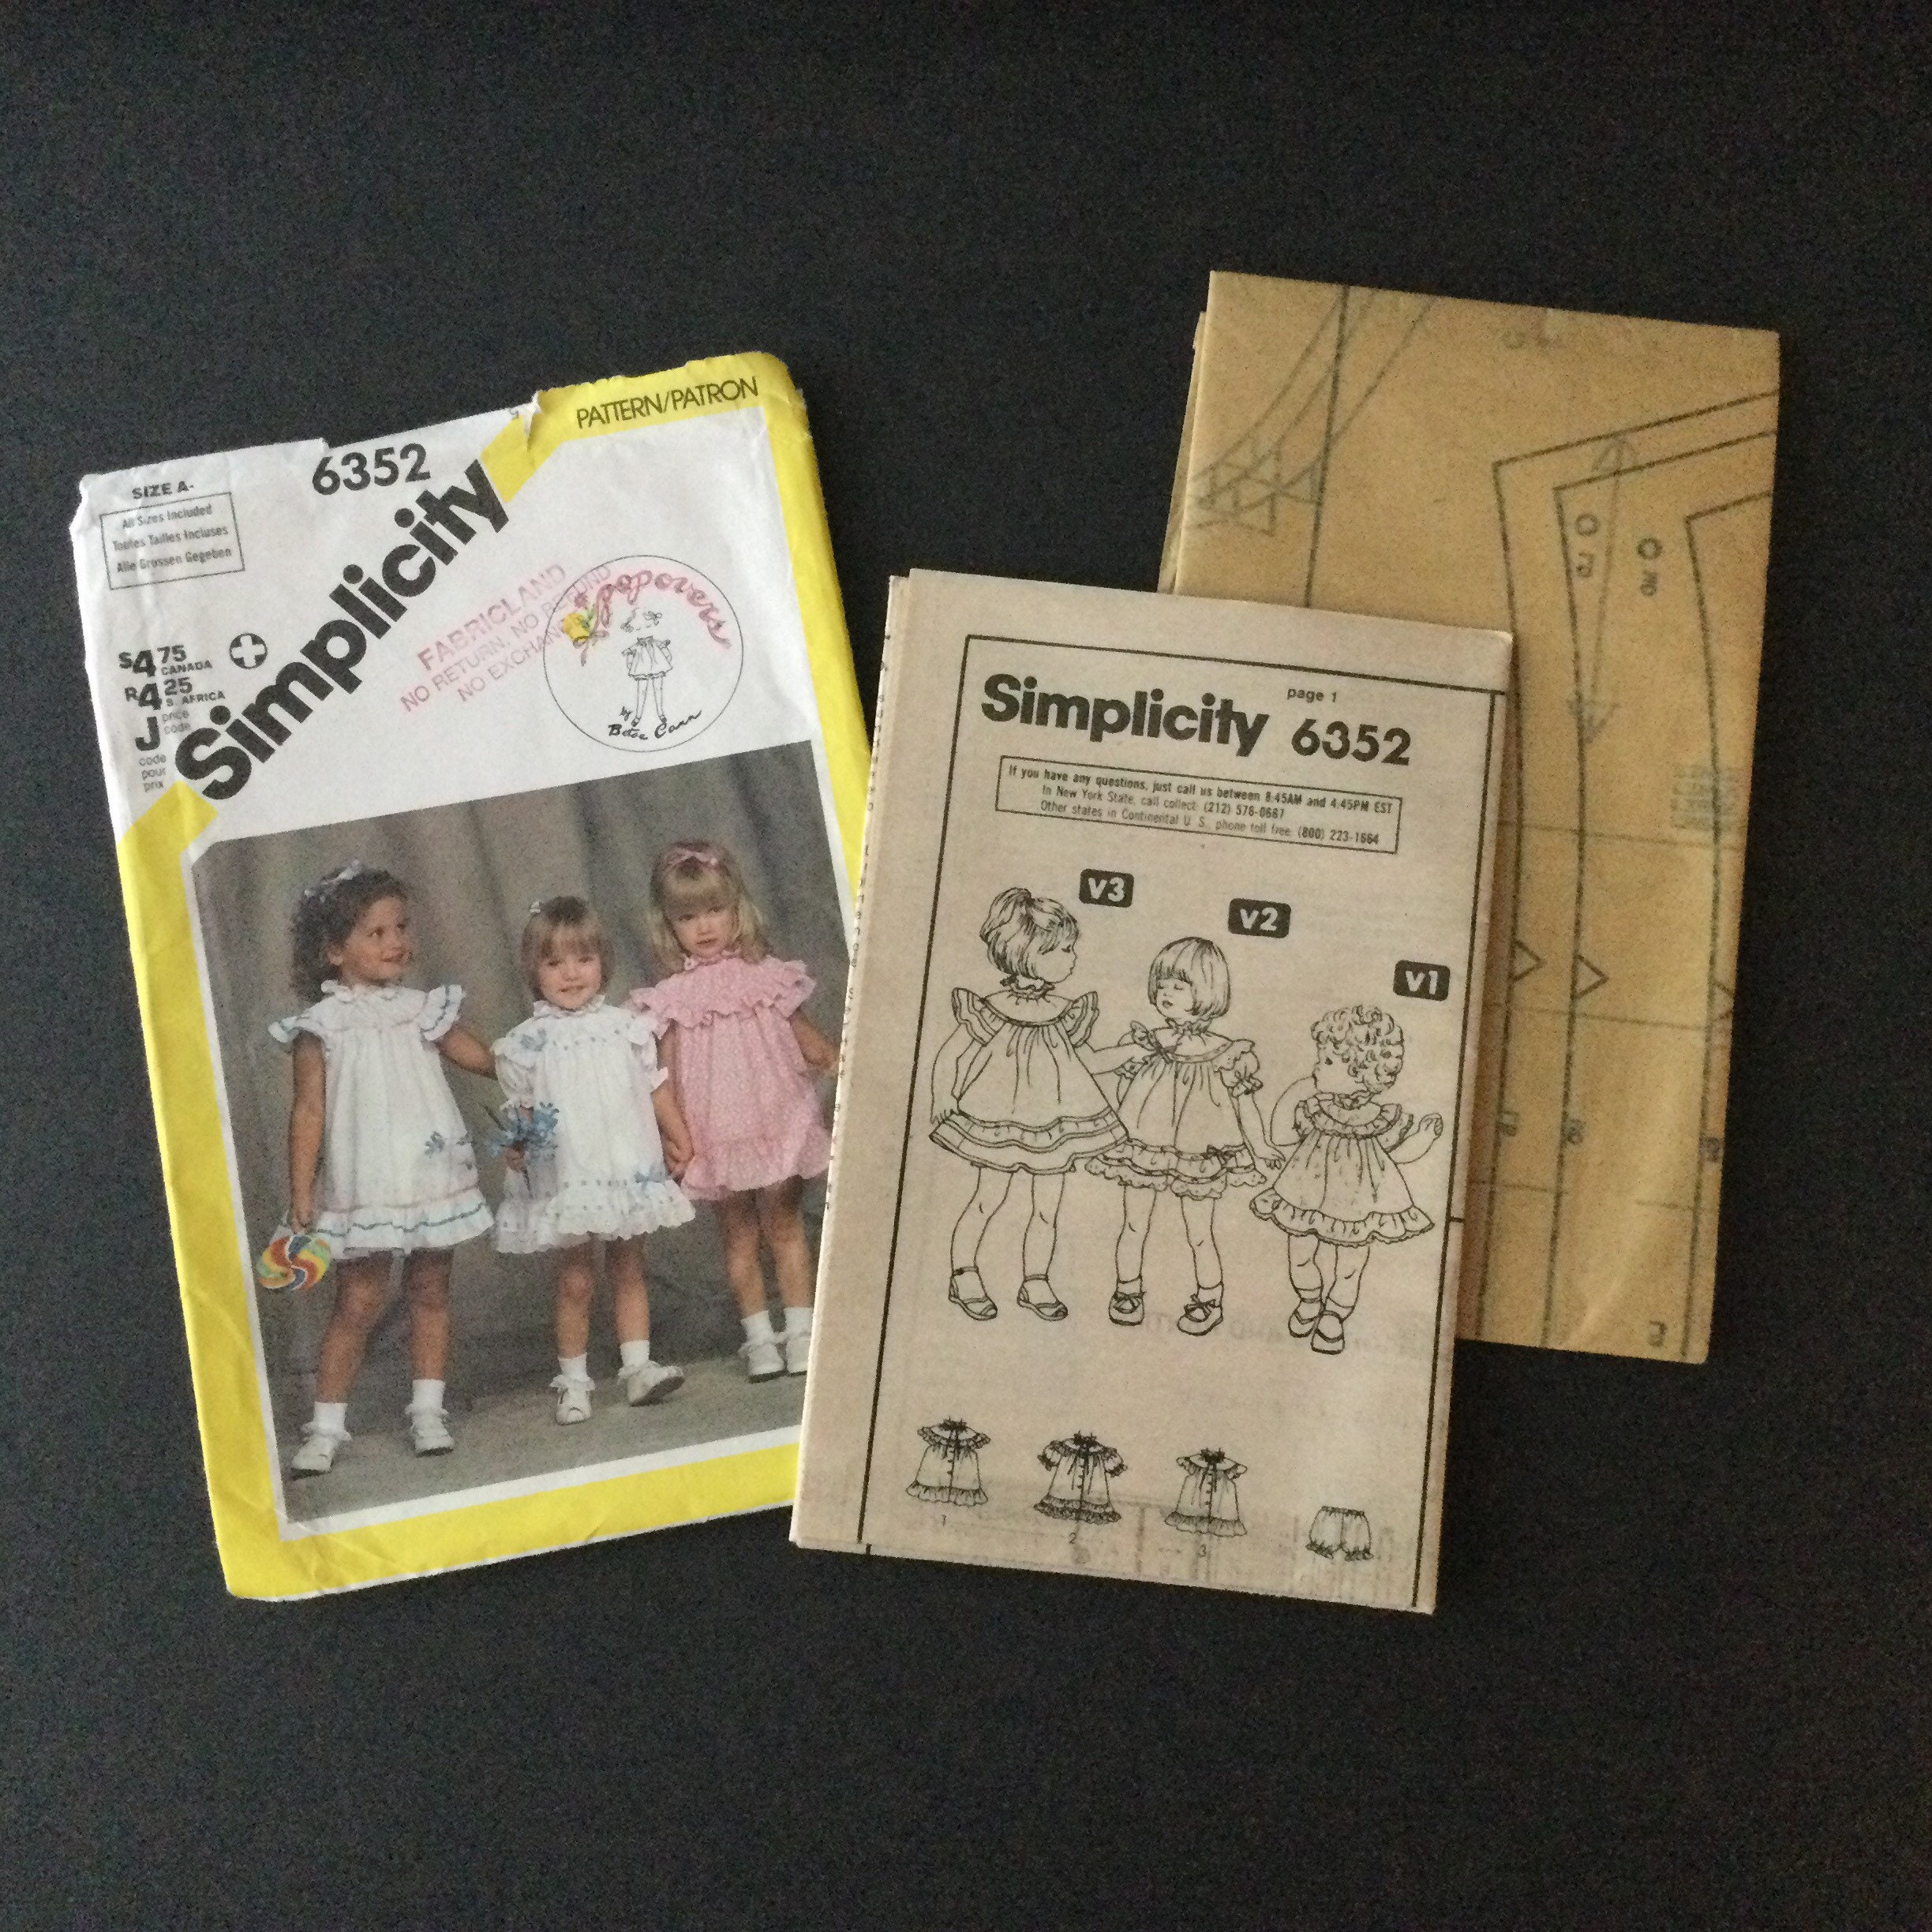 PATTERN/PATRON
6352
SIZE A-
All Sizes Included
Toutes Tailles Incluses
Alle Grossen Gegeben
Simplicity
$4 75 CANADA
R4 25 S. AFRICA
J price code
code
pour
prix
FABRICLAND
NO RETURN, NO REFUND
NO EXCHANGE
popovers
by
page 1
Simplicity 6352
If you have any questions, just call us between 8:45AM and 4:45PM EST
In New York State, call collect: (212) 576-0667
Other states in Continental U. S., phone toll free: (800) 223-1664
v3
v2
v1
1
2
3